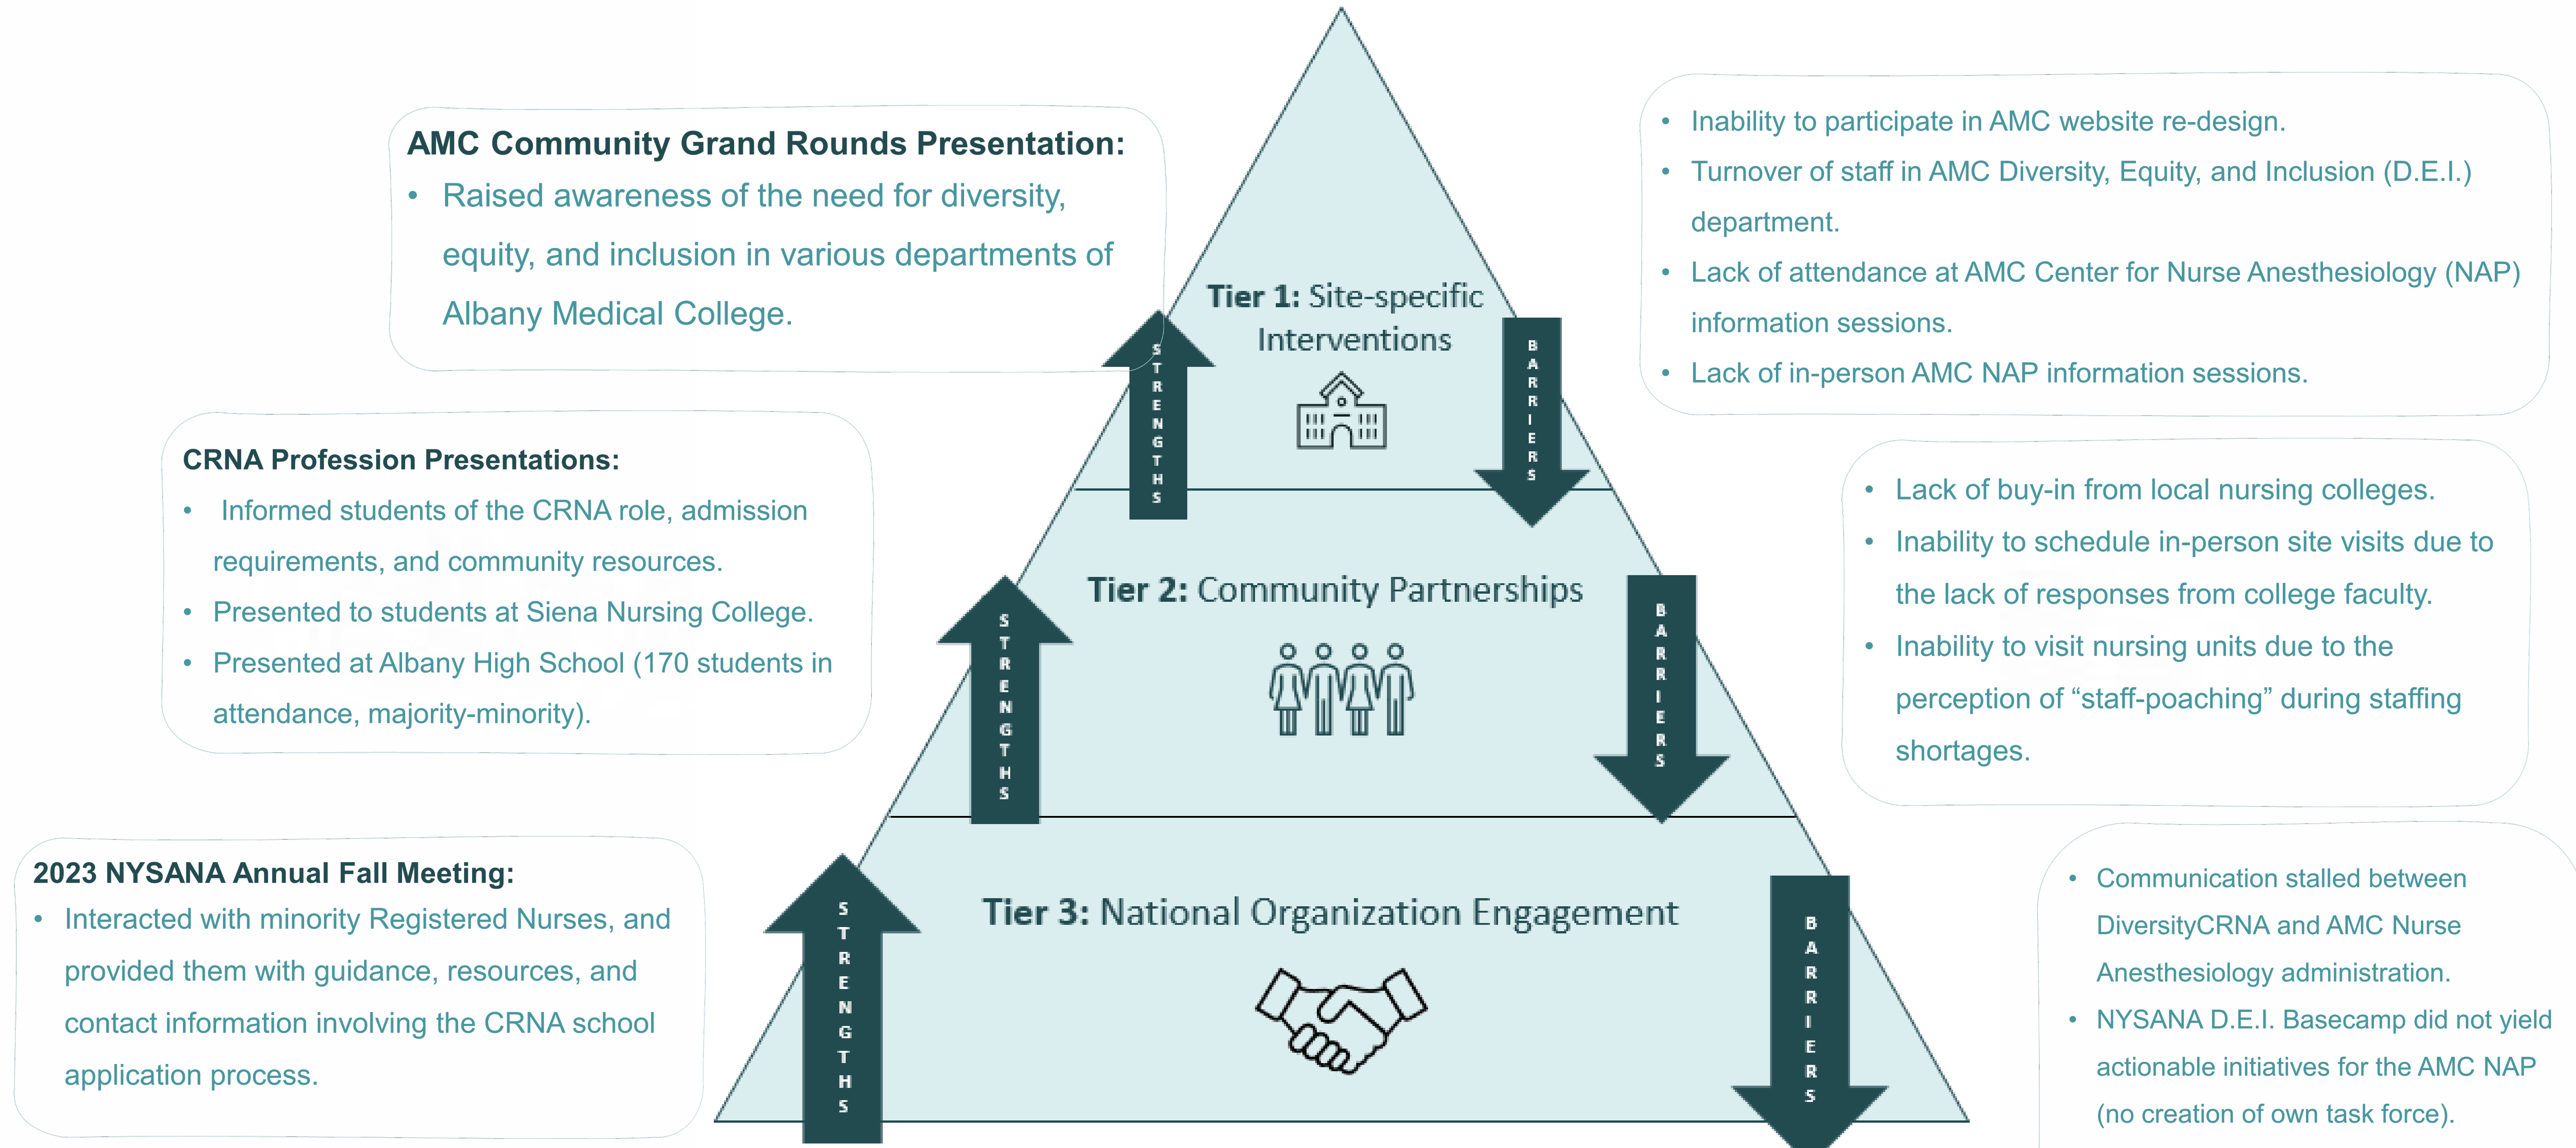 AMC Community Grand Rounds Presentation:
• Raised awareness of the need for diversity,
equity, and inclusion in various departments of
Albany Medical College.
CRNA Profession Presentations:
• Informed students of the CRNA role, admission
requirements, and community resources.
• Presented to students at Siena Nursing College.
• Presented at Albany High School (170 students in
attendance, majority-minority).
2023 NYSANA Annual Fall Meeting:
• Interacted with minority Registered Nurses, and
provided them with guidance, resources, and
contact information involving the CRNA school
application process.
Tier 1: Site-specific
Interventions
STRENGTHS
BARRIERS
Tier 2: Community Partnerships
STRENGTHS
BARRIERS
Tier 3: National Organization Engagement
STRENGTHS
BARRIERS
• Inability to participate in AMC website re-design.
• Turnover of staff in AMC Diversity, Equity, and Inclusion (D.E.I.)
department.
• Lack of attendance at AMC Center for Nurse Anesthesiology (NAP)
information sessions.
• Lack of in-person AMC NAP information sessions.
• Lack of buy-in from local nursing colleges.
• Inability to schedule in-person site visits due to
the lack of responses from college faculty.
• Inability to visit nursing units due to the
perception of “staff-poaching” during staffing
shortages.
• Communication stalled between
DiversityCRNA and AMC Nurse
Anesthesiology administration.
• NYSANA D.E.I. Basecamp did not yield
actionable initiatives for the AMC NAP
(no creation of own task force).